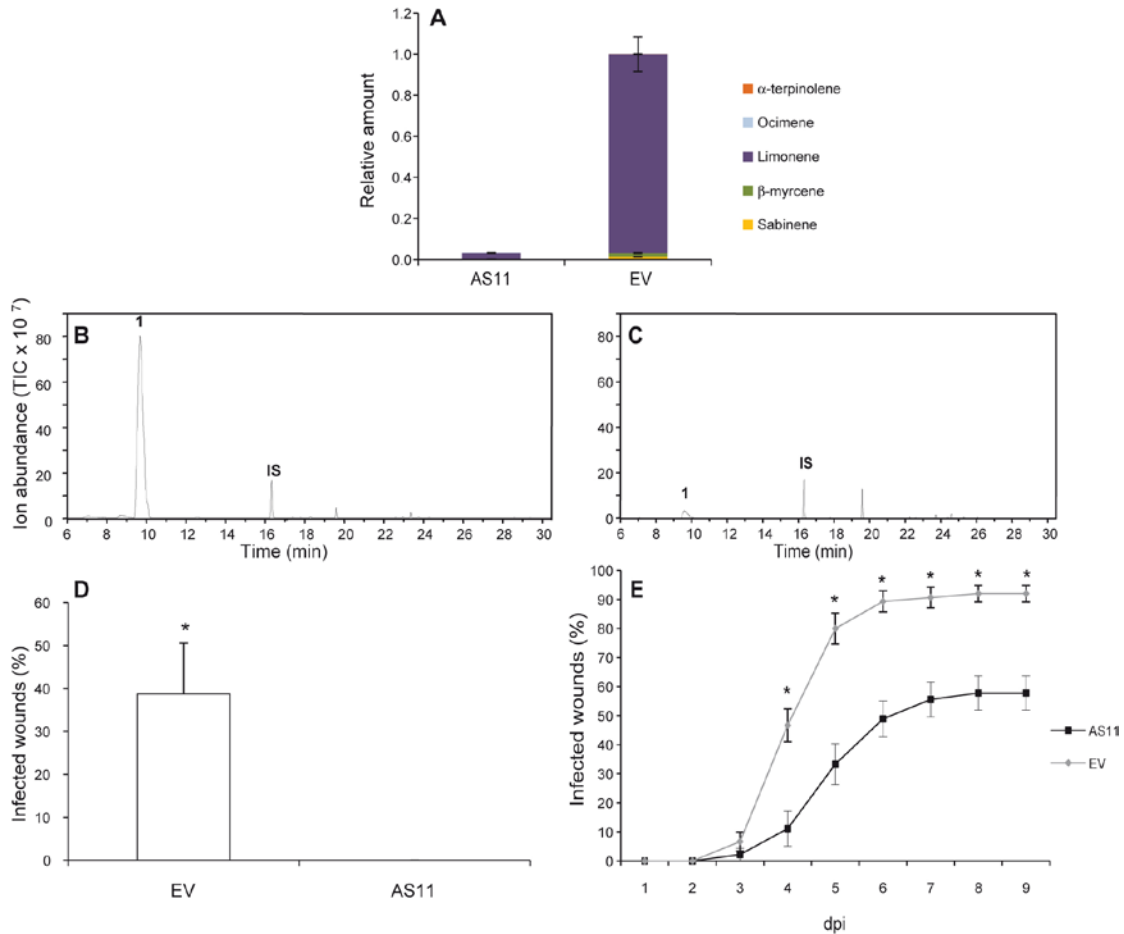 A
Relative amount
1.2
1.0
0.8
0.6
0.4
0.2
0.0
AS11 EV
α-terpinolene
Ocimene
Limonene
β-myrcene
Sabinene
B
Ion abundance (TIC x 10 7)
80
60
40
20
0
1
IS
6 8 10 12 14 16 18 20 22 24 26 28 30
Time (min)
C
80
60
40
20
0
1
IS
6 8 10 12 14 16 18 20 22 24 26 28 30
Time (min)
D
Infected wounds (%)
60
50
40
30
20
10
0
*
EV AS11
E
Infected wounds (%)
100
90
80
70
60
50
40
30
20
10
0
* * * * * *
1 2 3 4 5 6 7 8 9
dpi
AS11
EV